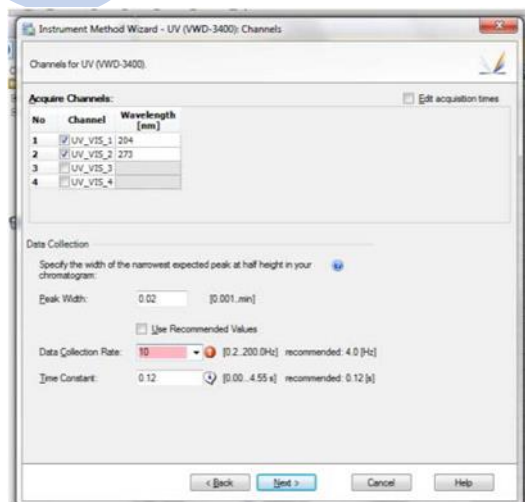 Instrument Method Wizard - UV (VWD-3400): Channels
Channels for UV (VWD-3400).
Acquire Channels:
Edit acquisition times
No Channel Wavelength [nm]
1 UV_VIS_1 204
2 UV_VIS_2 273
3 UV_VIS_3
4 UV_VIS_4
Data Collection
Specify the width of the narrowest expected peak at half height in your
chromatogram:
Peak Width: 0.02 [0.001..min]
Use Recommended Values
Data Collection Rate: 10 [0.2..200.0Hz] recommended: 4.0 [Hz]
Time Constant: 0.12 [0.00...4.55 s] recommended: 0.12 [s]
< Back Next > Cancel Help